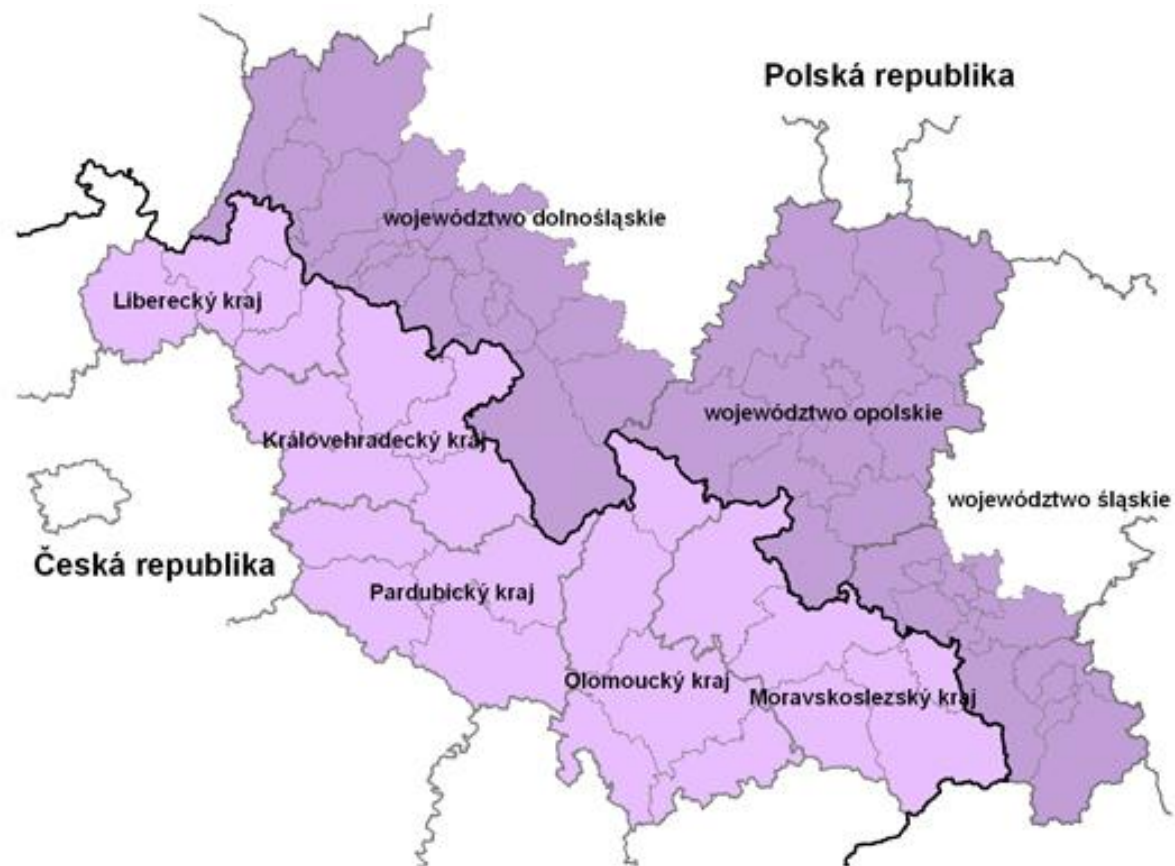 Polská republika
województwo dolnośląskie
Liberecký kraj
województwo opolskie
Královehradecký kraj
województwo śląskie
Česká republika
Pardubický kraj
Olomoucký kraj
Moravskoslezský kraj